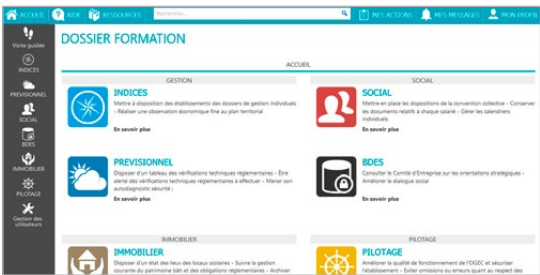 ACCUEIL AIDE RESSOURCES Rechercher... MES ACTIONS MES MESSAGES MON PROFIL
Visite guidée
INDICES
PREVISIONNEL
SOCIAL
BDES
IMMOBILIER
PILOTAGE
Gestion des
utilisateurs
DOSSIER FORMATION
ACCUEIL
GESTION
INDICES
Mettre à disposition des établissements des dossiers de gestion individuels
- Réaliser une observation économique fine au plan territorial
En savoir plus
SOCIAL
SOCIAL
Mettre en place les dispositions de la convention collective - Conserver
les documents relatifs à chaque salarié - Gérer les calendriers
individuels
En savoir plus
PREVISIONNEL
Disposer d'un tableau des vérifications techniques réglementaires - Être
alerté des vérifications techniques réglementaires à effectuer - Mener son
autodiagnostic sécurité :
En savoir plus
BDES
Consulter le Comité d'Entreprise sur les orientations stratégiques -
Améliorer le dialogue social
En savoir plus
IMMOBILIER
IMMOBILIER
Disposer d'un état des lieux des locaux scolaires - Suivre la gestion
courante du patrimoine bâti et des obligations réglementaires - Archiver
PILOTAGE
PILOTAGE
Améliorer la qualité de fonctionnement de l'OGEC et sécuriser
l'établissement - Eviter omissions ou erreurs quant au respect des